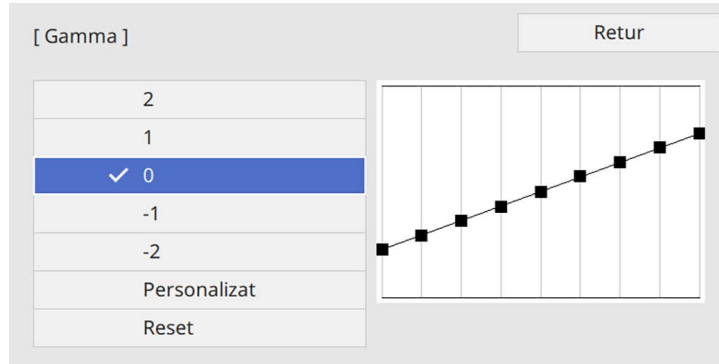 [ Gamma ]
Retur
2
1
0
-1
-2
Personalizat
Reset